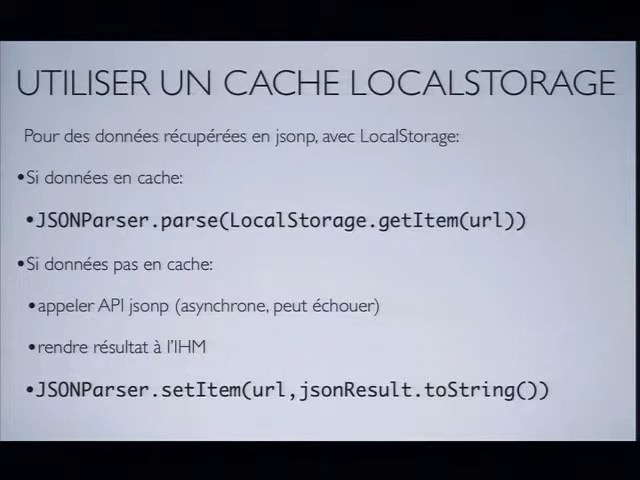 UTILISER UN CACHE LOCALSTORAGE
Pour des données récupérées en jsonp, avec LocalStorage:
•Si données en cache:
•JSONParser.parse(LocalStorage.getItem(url))
•Si données pas en cache:
•appeler API jsonp (asynchrone, peut échouer)
•rendre résultat à l'IHM
•JSONParser.setItem(url,jsonResult.toString())